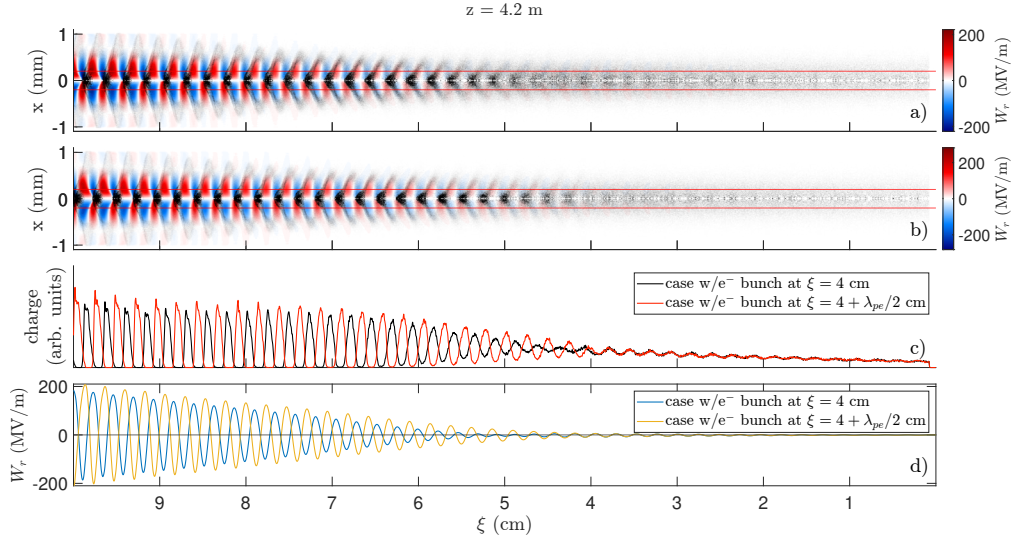 z = 4.2 m
1
0
-1
x (mm)
a)
200
0
-200
W_r (MV/m)
1
0
-1
x (mm)
b)
200
0
-200
W_r (MV/m)
charge
(arb. units)
case w/e⁻ bunch at ξ = 4 cm
case w/e⁻ bunch at ξ = 4 + λ_pe/2 cm
c)
200
0
-200
W_r (MV/m)
case w/e⁻ bunch at ξ = 4 cm
case w/e⁻ bunch at ξ = 4 + λ_pe/2 cm
d)
9 8 7 6 5 4 3 2 1
ξ (cm)